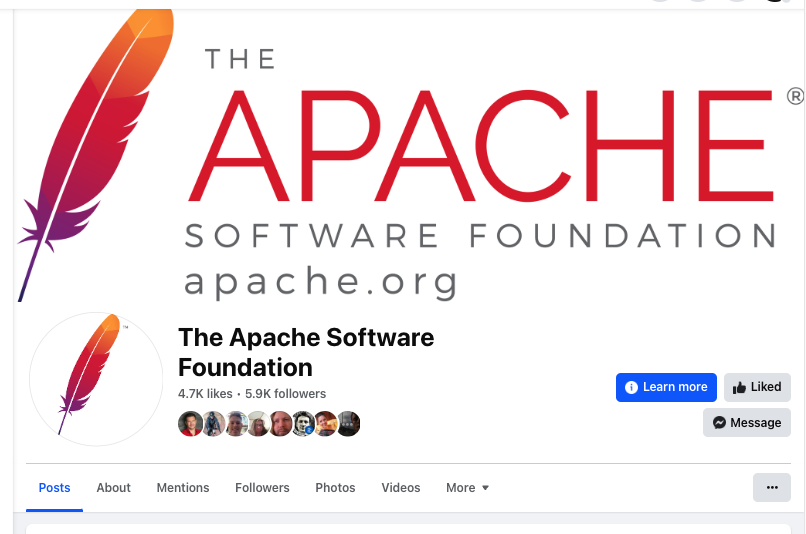 THE
APACHE®
SOFTWARE FOUNDATION
apache.org
The Apache Software
Foundation
4.7K likes • 5.9K followers
Learn more
Liked
Message
Posts About Mentions Followers Photos Videos More